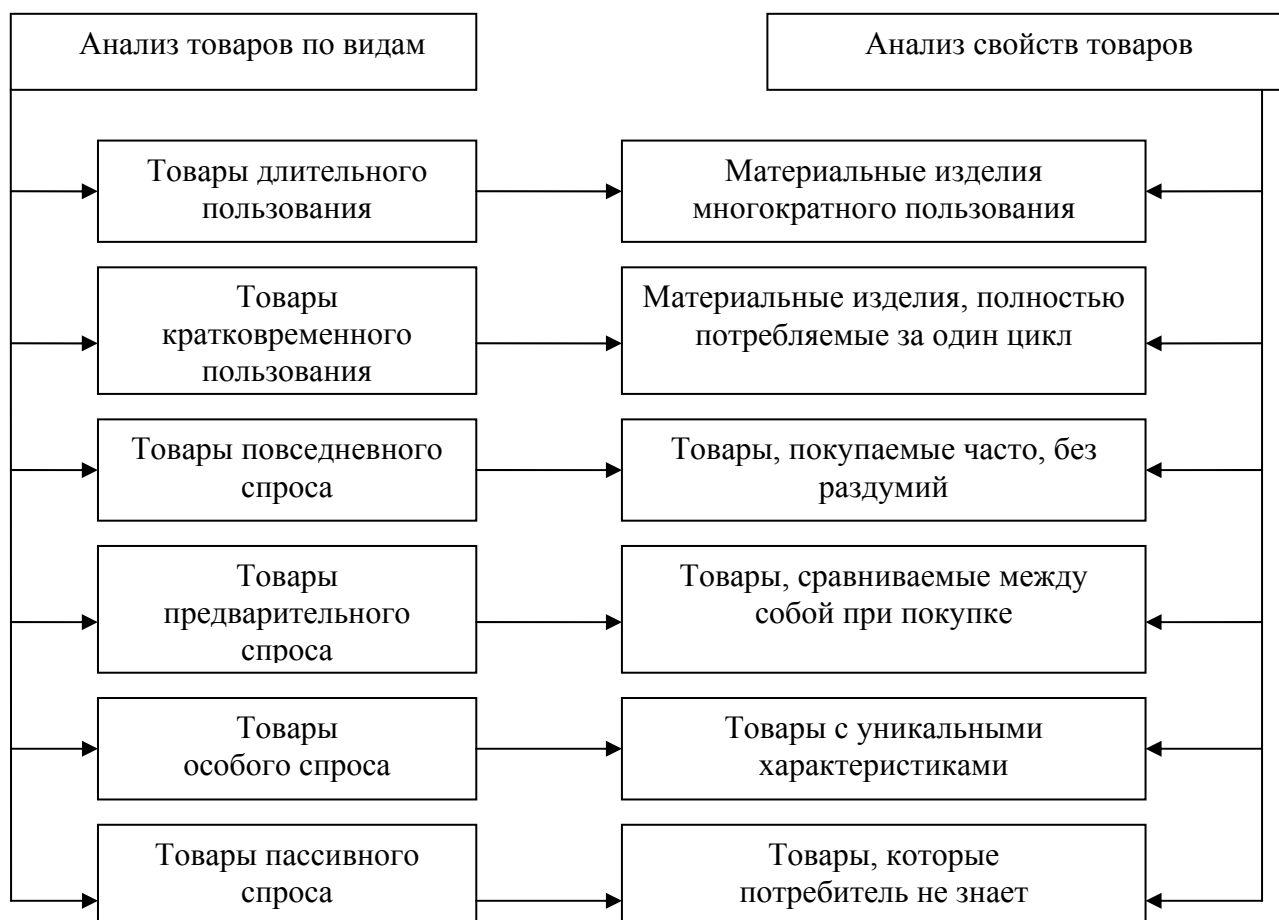 Анализ товаров по видам
Анализ свойств товаров
Товары длительного
пользования
Материальные изделия
многократного пользования
Товары
кратковременного
пользования
Материальные изделия, полностью
потребляемые за один цикл
Товары повседневного
спроса
Товары, покупаемые часто, без
раздумий
Товары
предварительного
спроса
Товары, сравниваемые между
собой при покупке
Товары
особого спроса
Товары с уникальными
характеристиками
Товары пассивного
спроса
Товары, которые
потребитель не знает